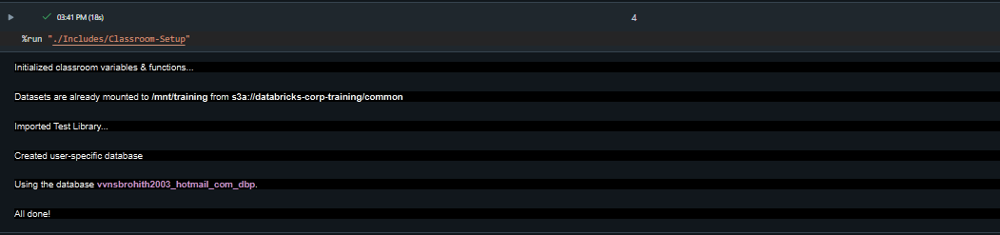 03:41 PM (18s)
4
%run "./Includes/Classroom-Setup"
Initialized classroom variables & functions...
Datasets are already mounted to /mnt/training from s3a://databricks-corp-training/common
Imported Test Library...
Created user-specific database
Using the database vvnsbrohith2003_hotmail_com_dbp.
All done!